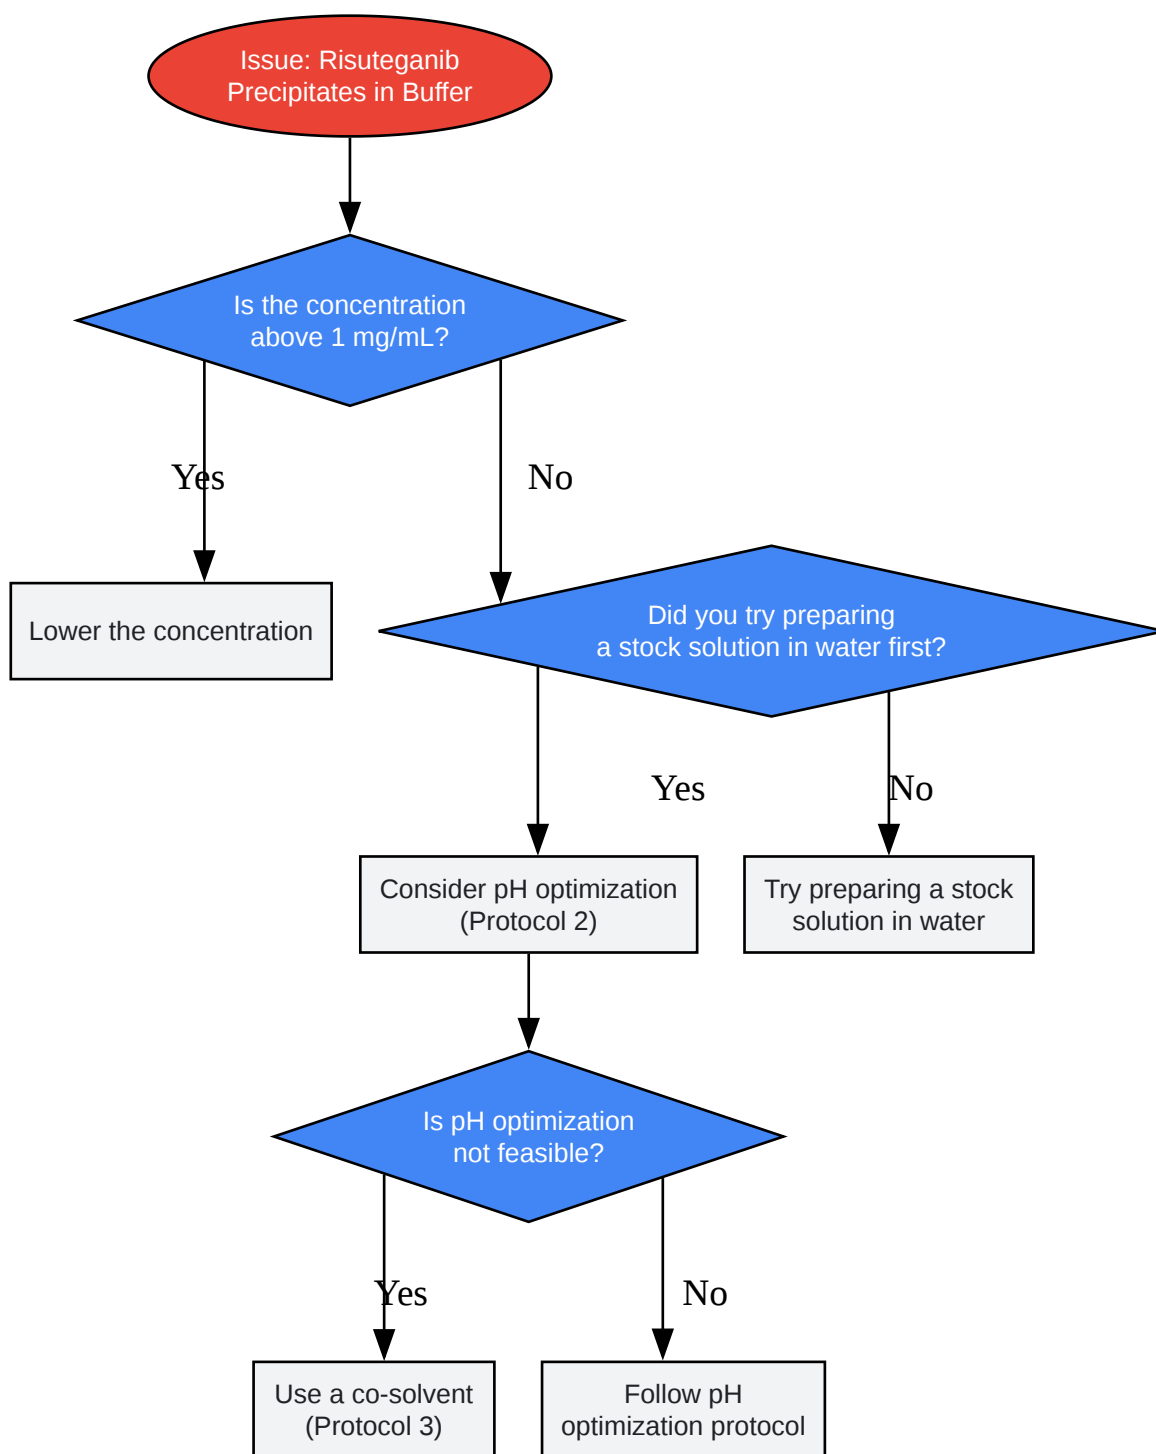 Issue: Risuteganib
Precipitates in Buffer
Is the concentration
above 1 mg/mL?
Yes
No
Lower the concentration
Did you try preparing
a stock solution in water first?
Yes
No
Consider pH optimization
(Protocol 2)
Try preparing a stock
solution in water
Is pH optimization
not feasible?
Yes
No
Use a co-solvent
(Protocol 3)
Follow pH
optimization protocol